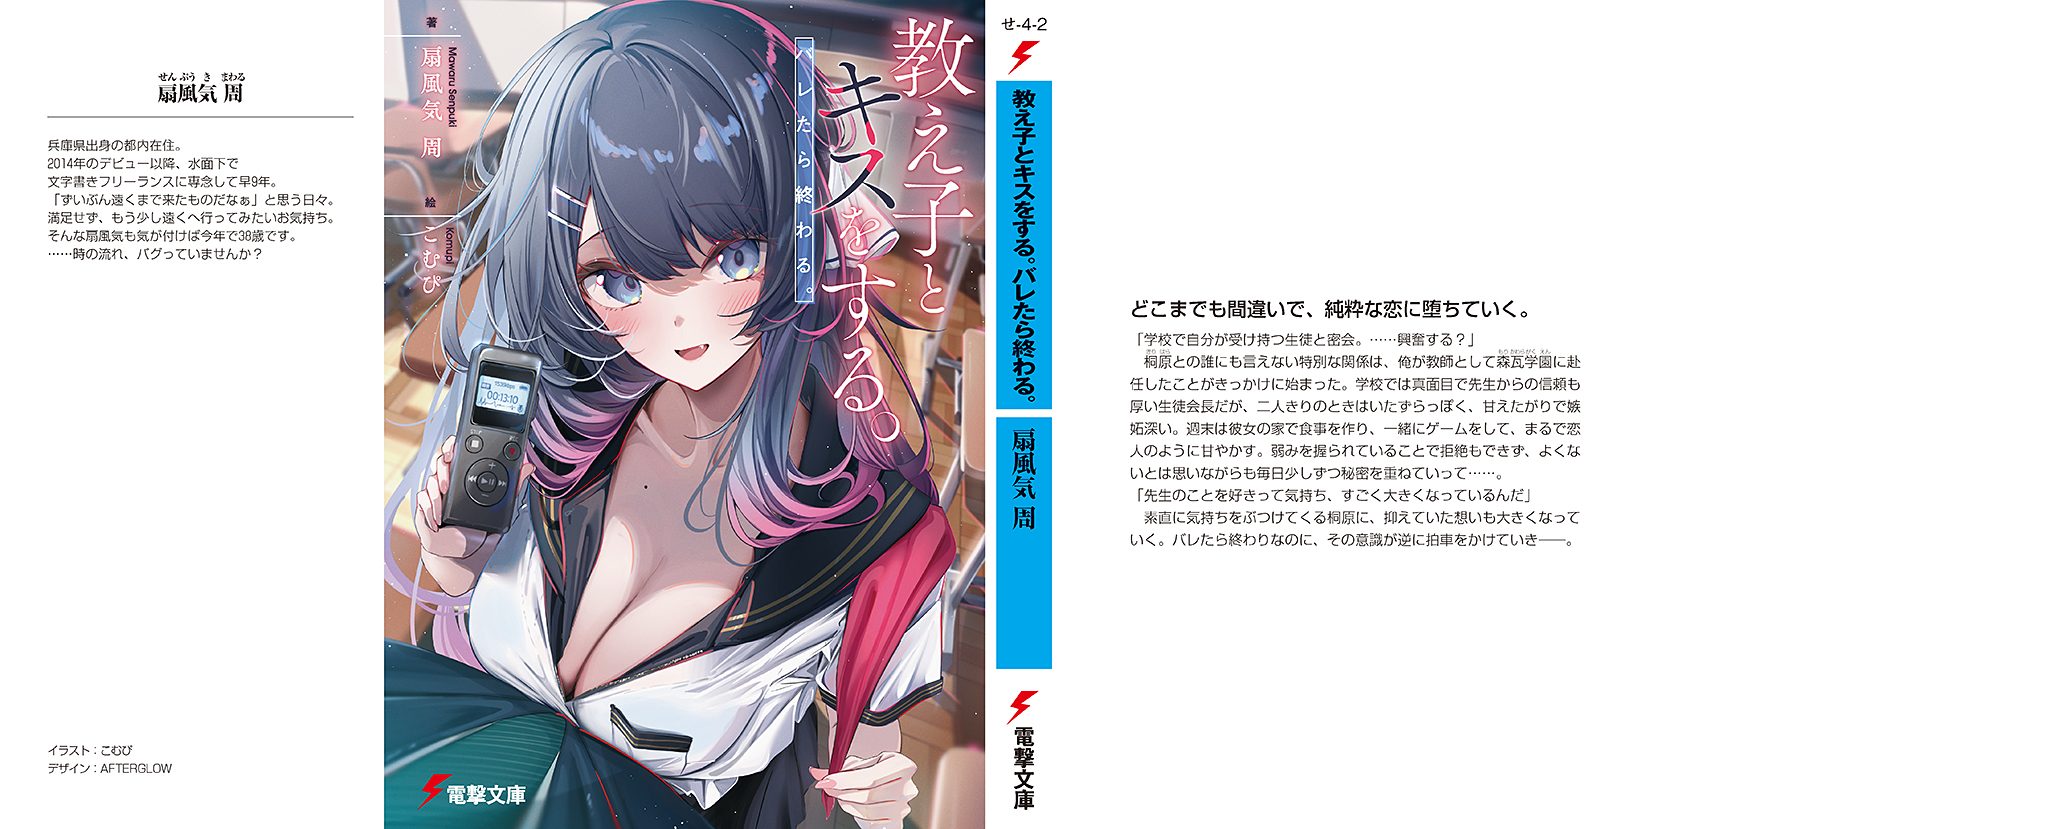 せんぷうき まわる
扇風気 周
兵庫県出身の都内在住。
2014年のデビュー以降、水面下で
文字書きフリーランスに専念して早9年。
「ずいぶん遠くまで来たものだなぁ」と思う日々。
満足せず、もう少し遠くへ行ってみたいお気持ち。
そんな扇風気も気が付けば今年で38歳です。
……時の流れ、バグっていませんか？
イラスト：こむぴ
デザイン：AFTERGLOW
教え子と
キスをする。
バレたら終わる。
著
扇風気 周
Mawaru Senpuki
絵
こむぴ
Komupi
1536kbps
00:13:10
STOP
REC
電撃文庫
せ-4-2
教え子とキスをする。バレたら終わる。
扇風気 周
電撃文庫
どこまでも間違いで、純粋な恋に堕ちていく。
「学校で自分が受け持つ生徒と密会。……興奮する？」
きりはら
もりがわらがくえん
桐原との誰にも言えない特別な関係は、俺が教師として森瓦学園に赴
任したことがきっかけに始まった。学校では真面目で先生からの信頼も
厚い生徒会長だが、二人きりのときはいたずらっぽく、甘えたがりで嫉
妬深い。週末は彼女の家で食事を作り、一緒にゲームをして、まるで恋
人のように甘やかす。弱みを握られていることで拒絶もできず、よくな
いとは思いながらも毎日少しずつ秘密を重ねていって……。
「先生のことを好きって気持ち、すごく大きくなっているんだ」
素直に気持ちをぶつけてくる桐原に、抑えていた想いも大きくなって
いく。バレたら終わりなのに、その意識が逆に拍車をかけていき――。